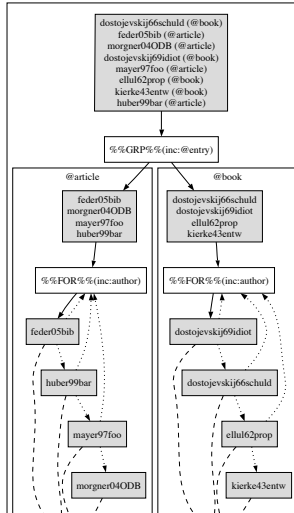 dostojevskij66schuld (@book)
feder05bib (@article)
morgner04ODB (@article)
dostojevskij69idiot (@book)
mayer97foo (@article)
ellul62prop (@book)
kierke43entw (@book)
huber99bar (@article)
%%GRP%%(inc:@entry)
@article
feder05bib
morgner04ODB
mayer97foo
huber99bar
%%FOR%%(inc:author)
feder05bib
huber99bar
mayer97foo
morgner04ODB
@book
dostojevskij66schuld
dostojevskij69idiot
ellul62prop
kierke43entw
%%FOR%%(inc:author)
dostojevskij69idiot
dostojevskij66schuld
ellul62prop
kierke43entw